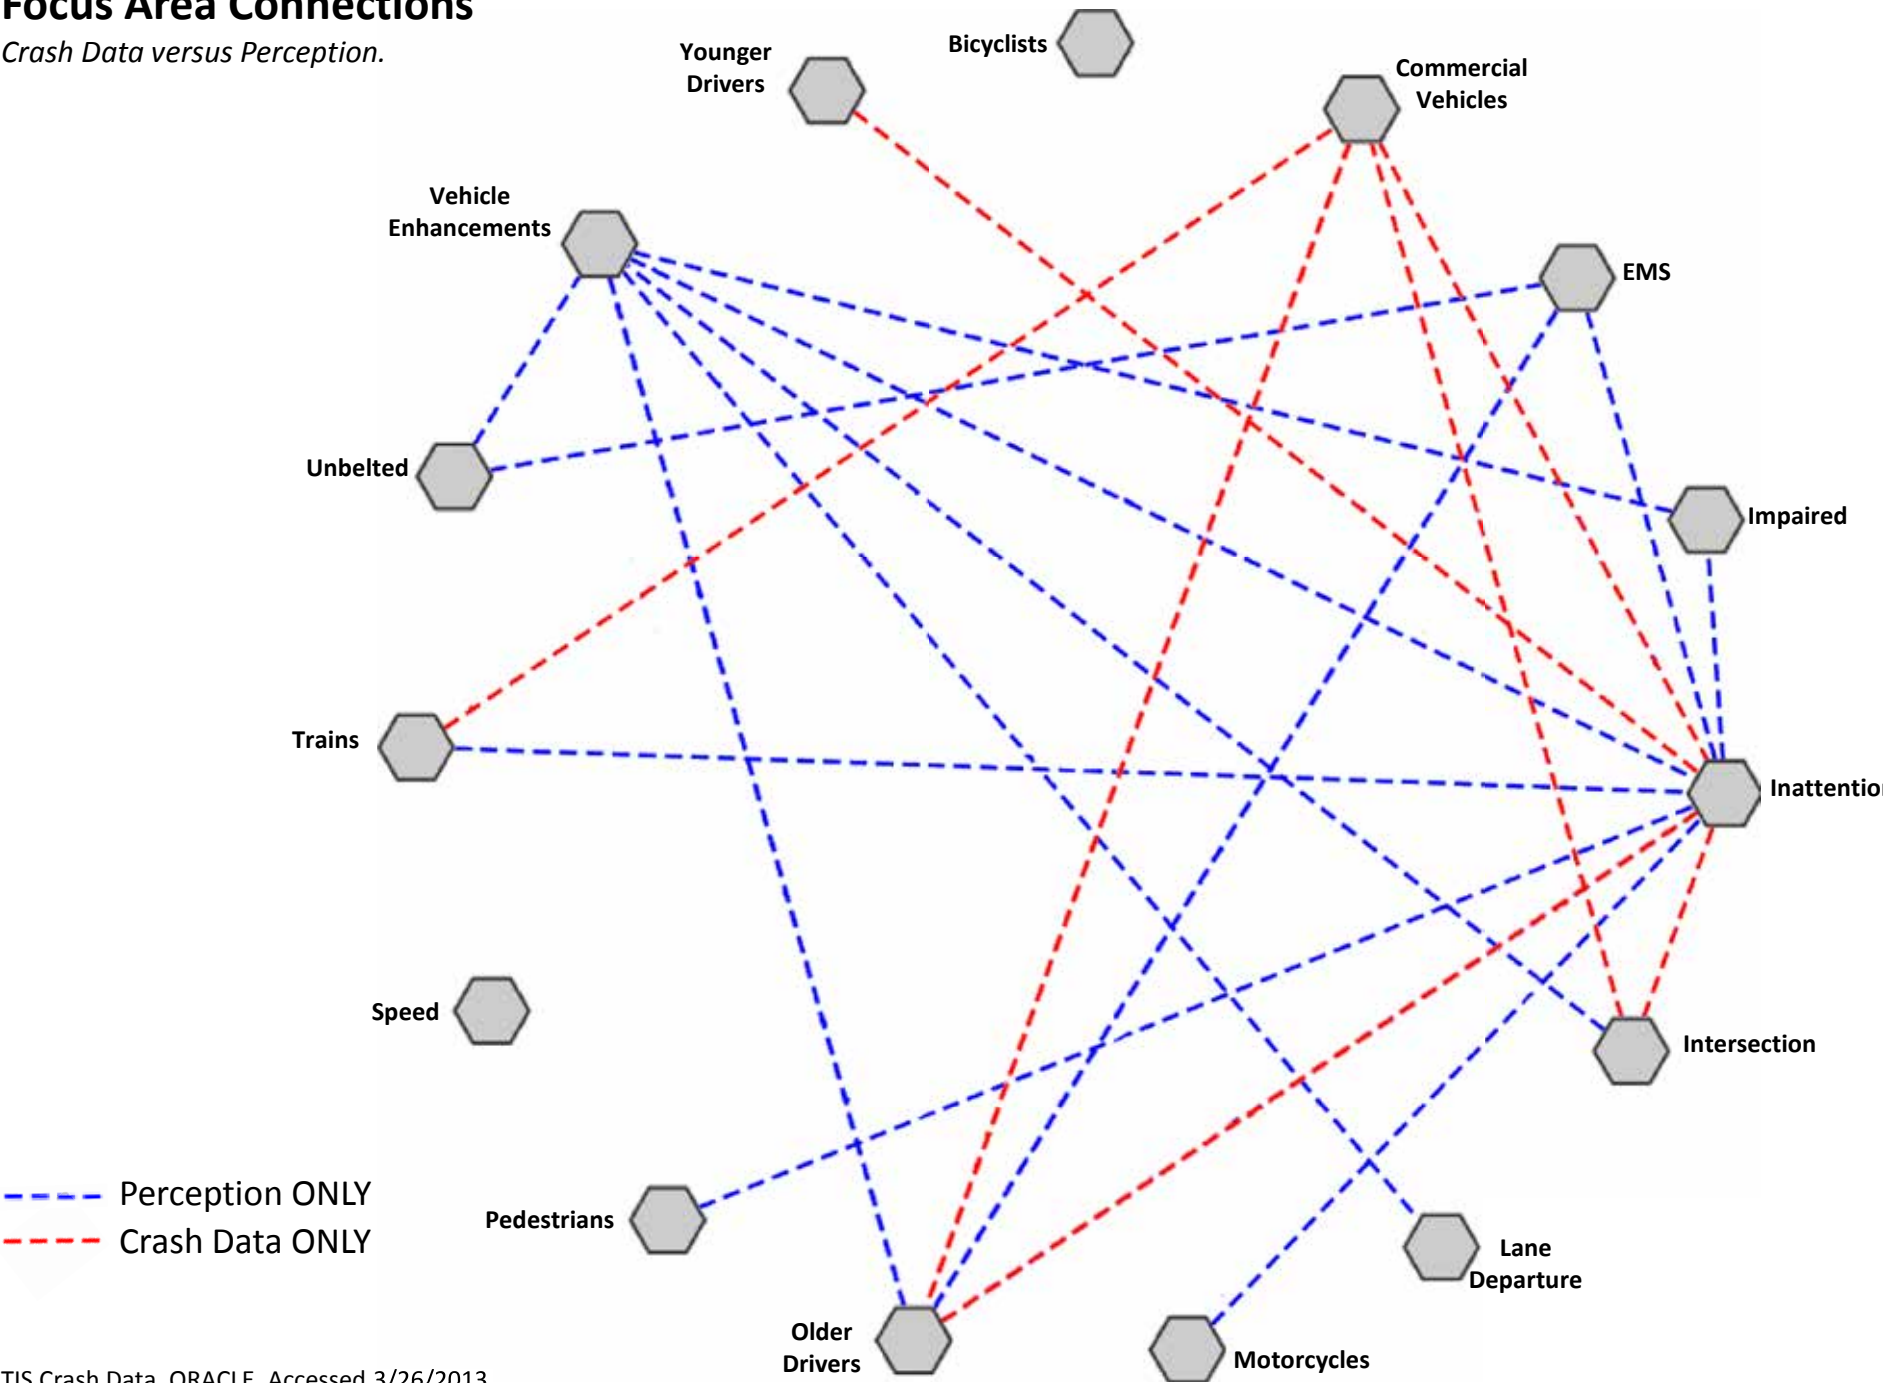 Focus Area Connections
Crash Data versus Perception.
Younger
Drivers
Bicyclists
Commercial
Vehicles
Vehicle
Enhancements
EMS
Unbelted
Impaired
Trains
Inattention
Speed
Intersection
Perception ONLY
Crash Data ONLY
Pedestrians
Lane
Departure
Older
Drivers
Motorcycles
TIS Crash Data, ORACLE, Accessed 3/26/2013